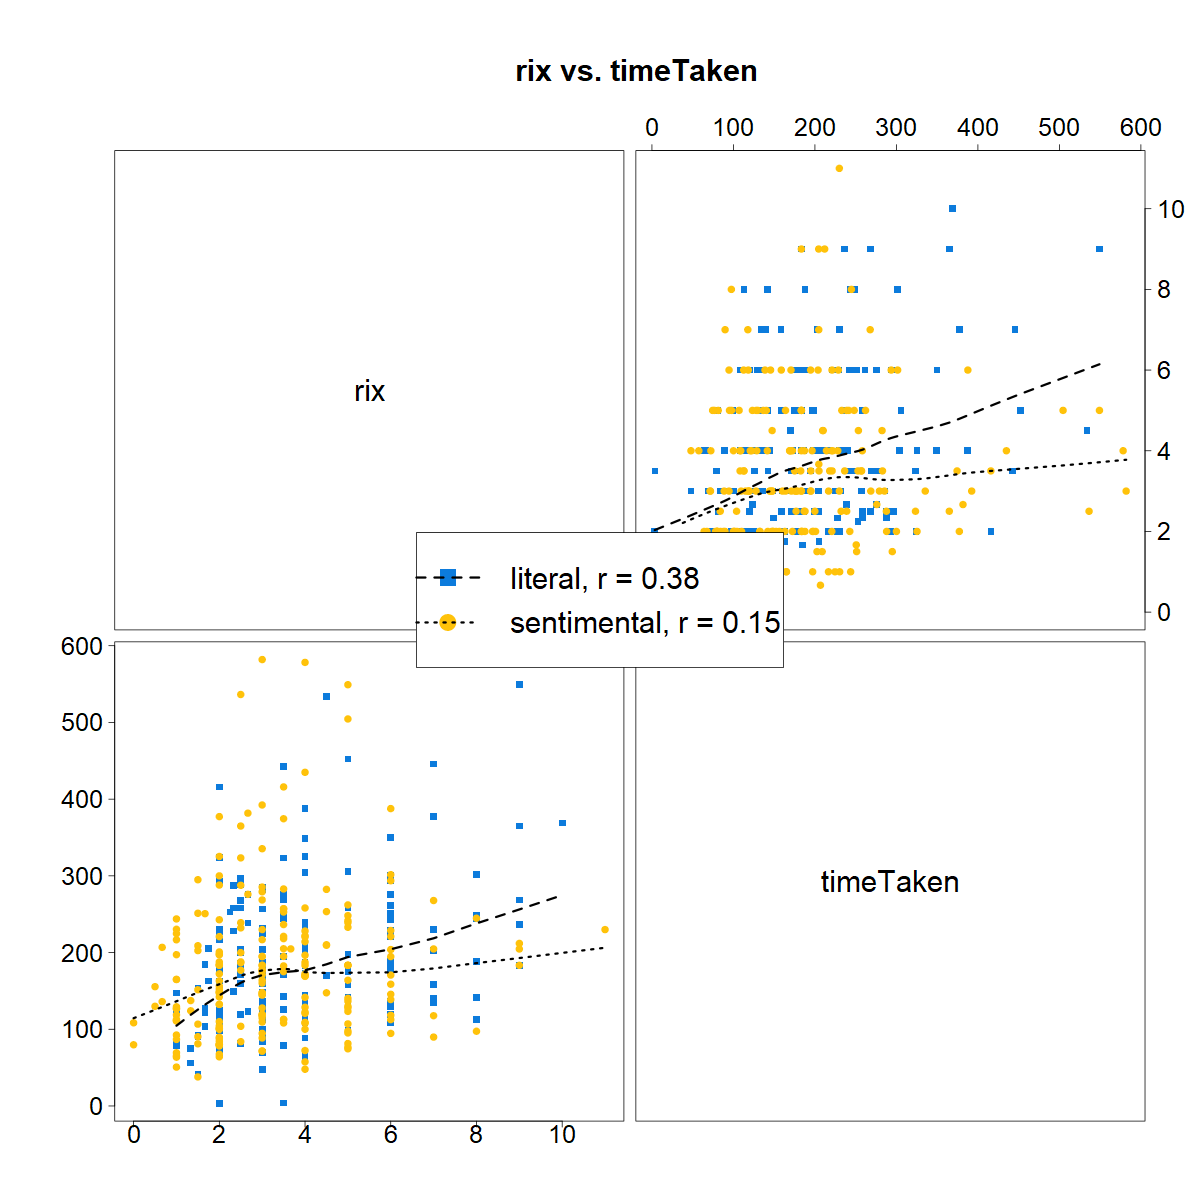 rix vs. timeTaken
0 100 200 300 400 500 600
rix
10
8
6
4
2
0
literal, r = 0.38
sentimental, r = 0.15
600
500
400
300
200
100
0
timeTaken
0 2 4 6 8 10